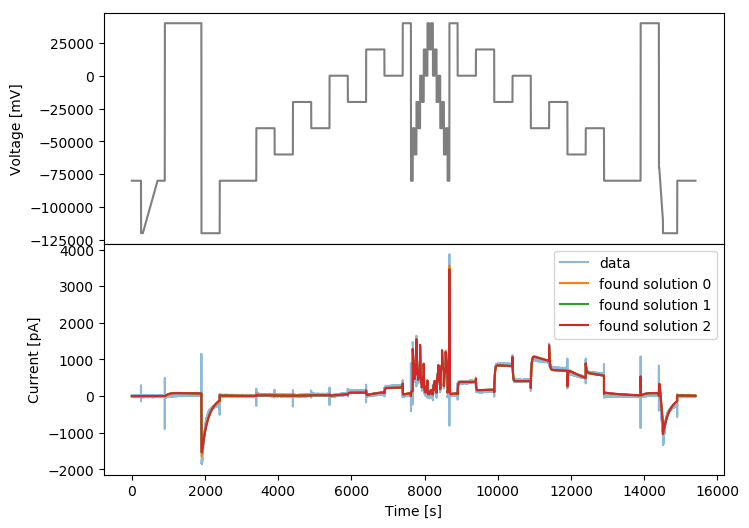 Voltage [mV]
25000
0
−25000
−50000
−75000
−100000
−125000
Current [pA]
4000
3000
2000
1000
0
−1000
−2000
data
found solution 0
found solution 1
found solution 2
0 2000 4000 6000 8000 10000 12000 14000 16000
Time [s]